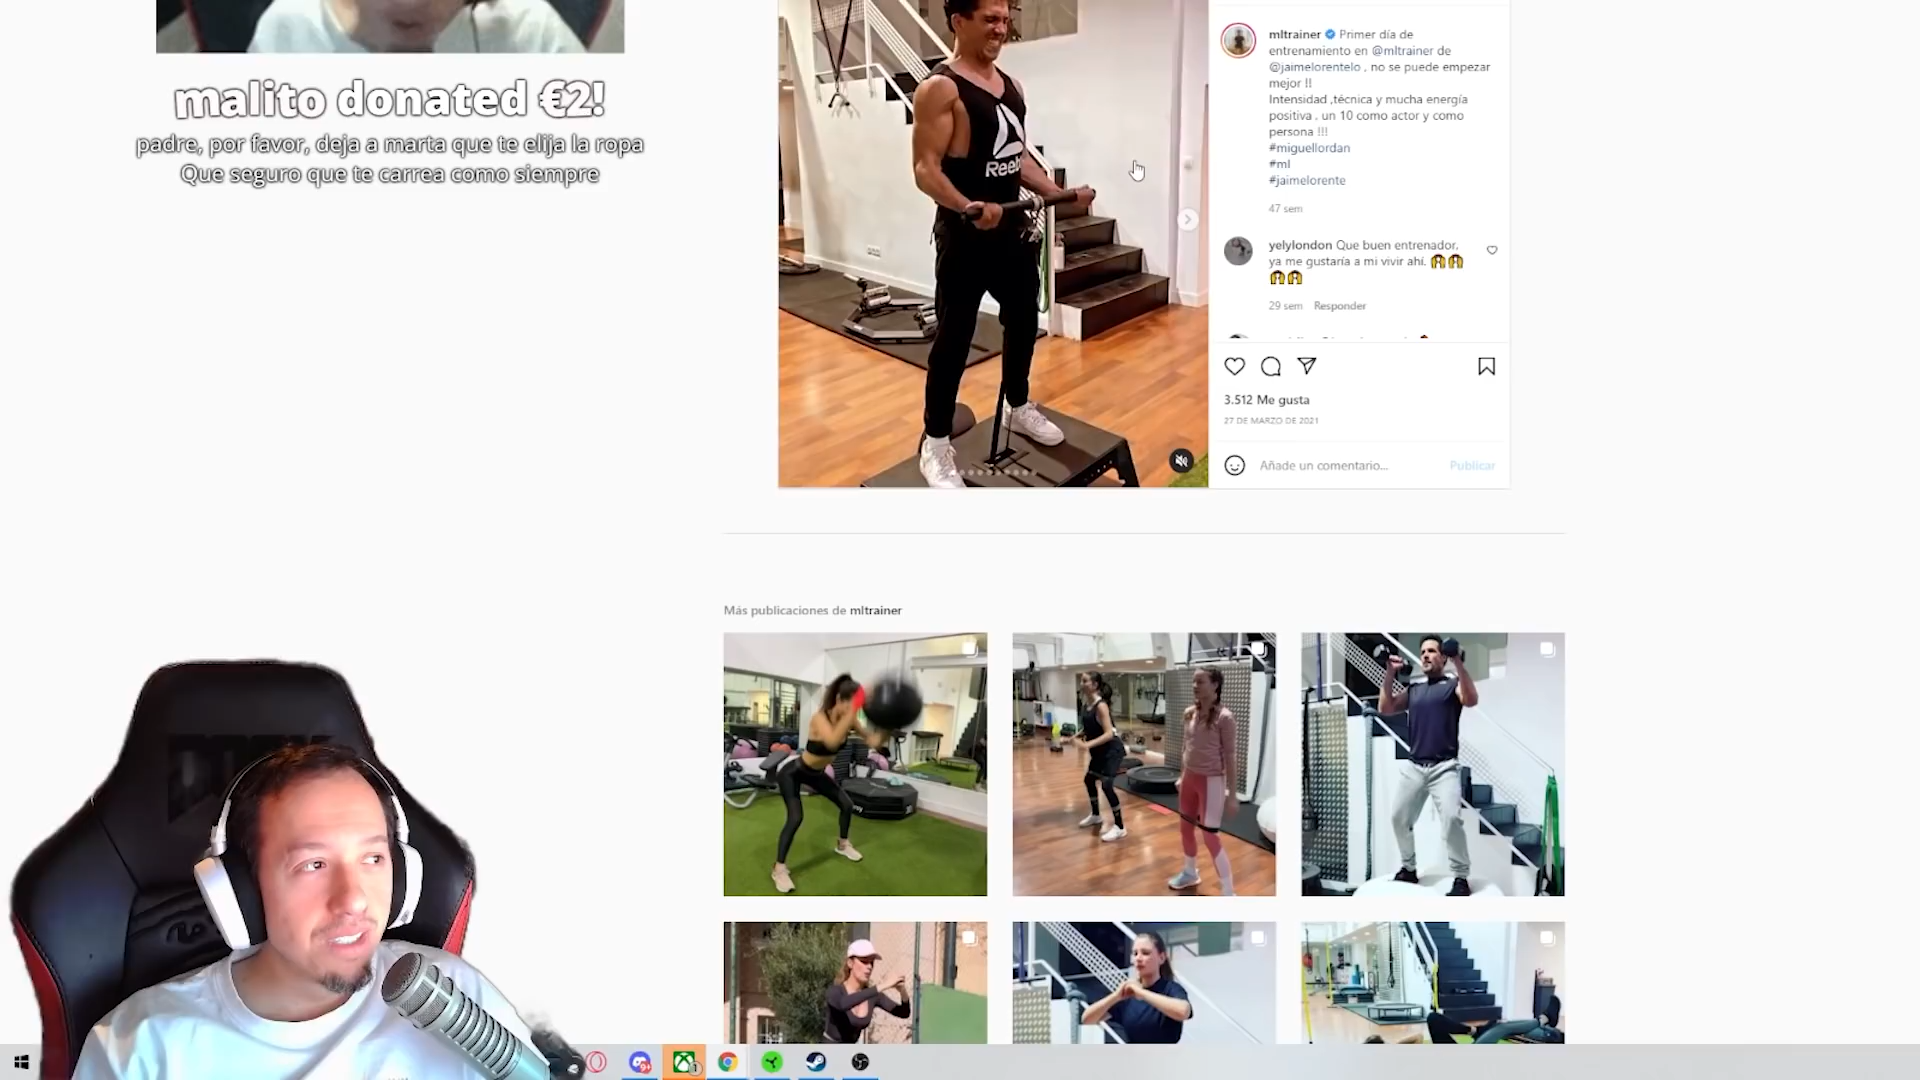 malito donated €2!
padre, por favor, deja a marta que te elija la ropa
Que seguro que te carrea como siempre
Reeb
mltrainer Primer día de
entrenamiento en @mltrainer de
@jaimelorentelo , no se puede empezar
mejor !!
Intensidad ,técnica y mucha energía
positiva , un 10 como actor y como
persona !!!
#miguellordan
#ml
#jaimelorente
47 sem
yelylondon Que buen entrenador,
ya me gustaría a mi vivir ahí.
29 sem Responder
3.512 Me gusta
27 DE MARZO DE 2021
Añade un comentario... Publicar
Más publicaciones de mltrainer